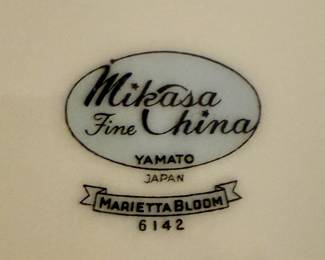 Mikasa
Fine China
YAMATO
JAPAN
MARIETTA BLOOM
6142